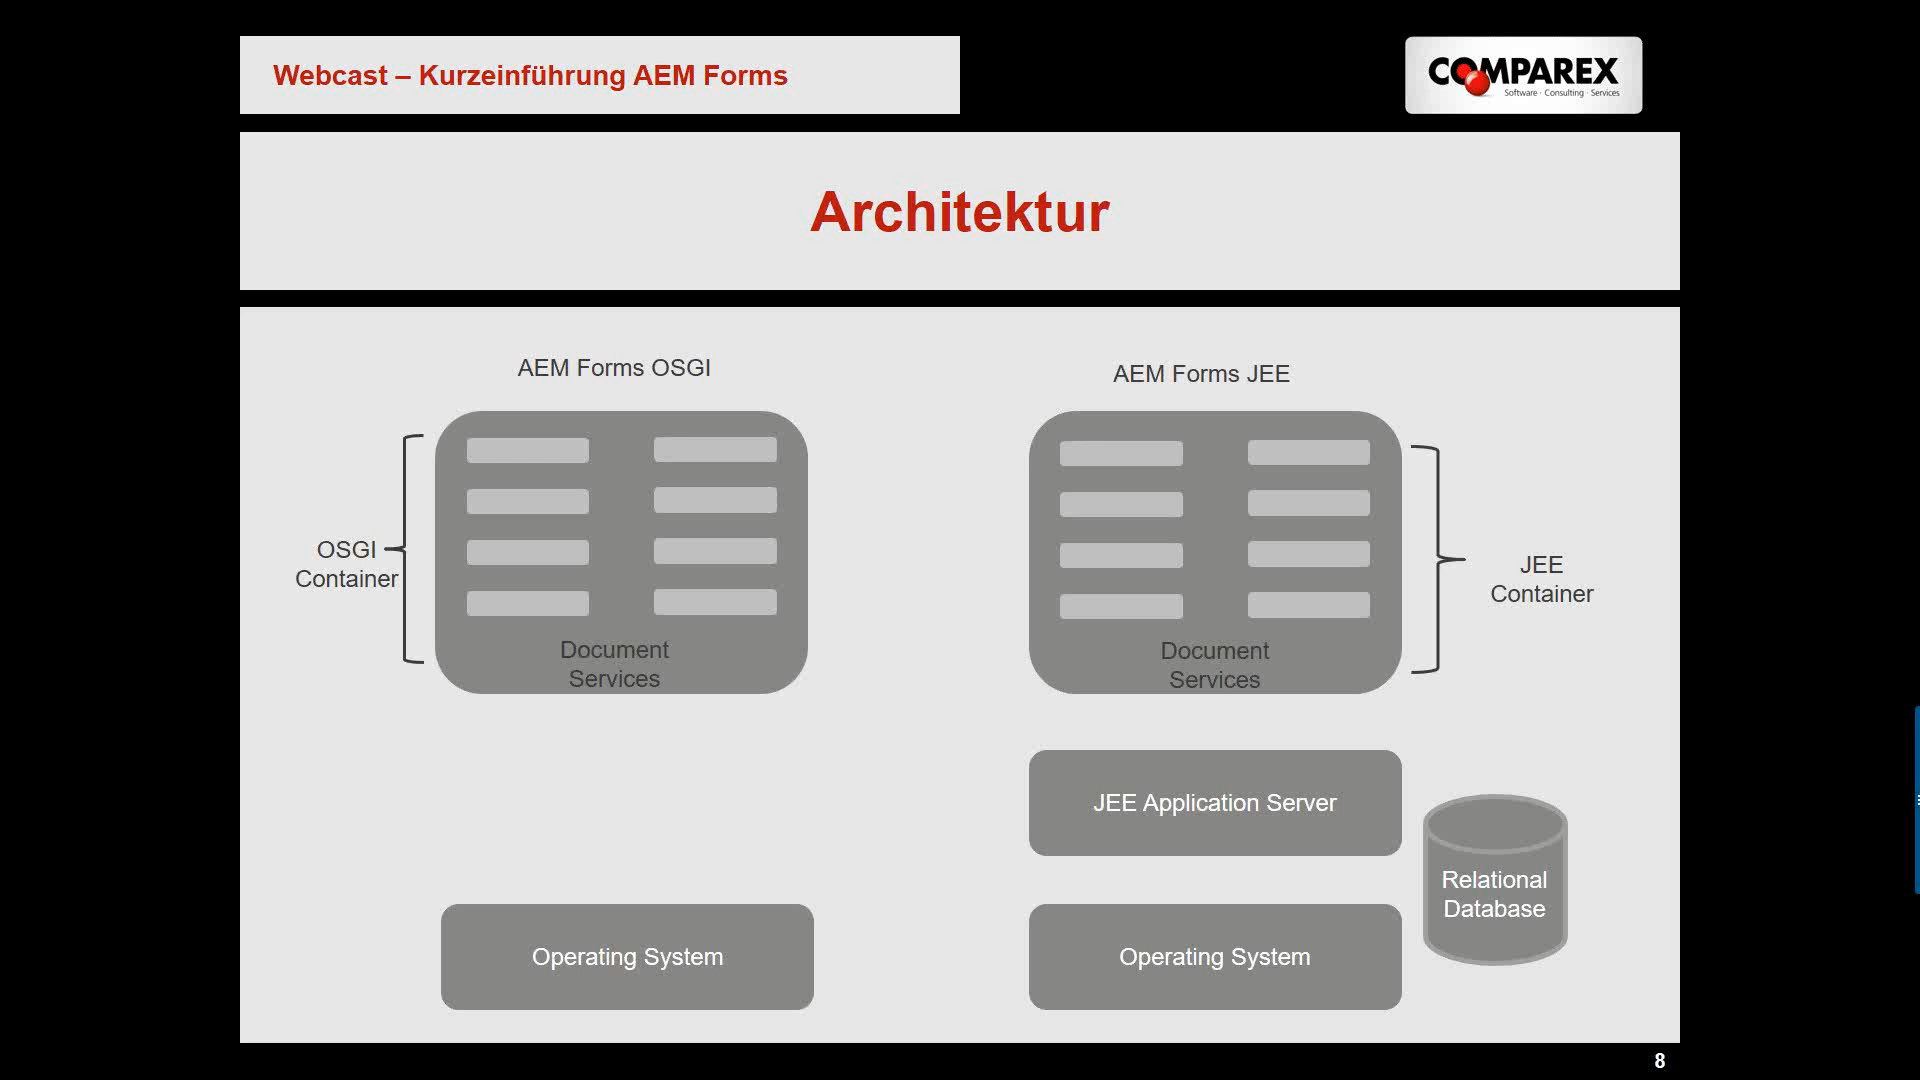 Webcast – Kurzeinführung AEM Forms
COMPAREX
Software · Consulting · Services
Architektur
AEM Forms OSGI
AEM Forms JEE
OSGI
Container
Document
Services
Document
Services
JEE
Container
JEE Application Server
Relational
Database
Operating System
Operating System
8